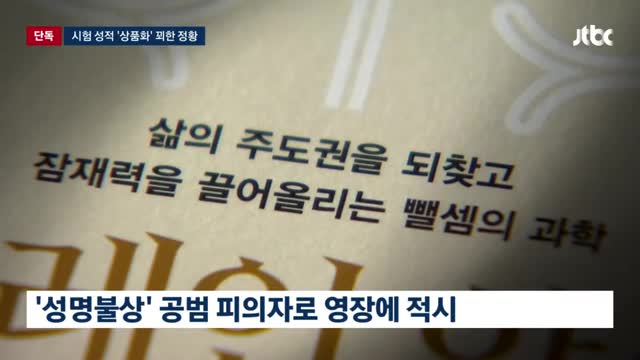 단독 시험 성적 '상품화' 꾀한 정황
jtbc
삶의 주도권을 되찾고
잠재력을 끌어올리는 뺄셈의 과학
'성명불상' 공범 피의자로 영장에 적시